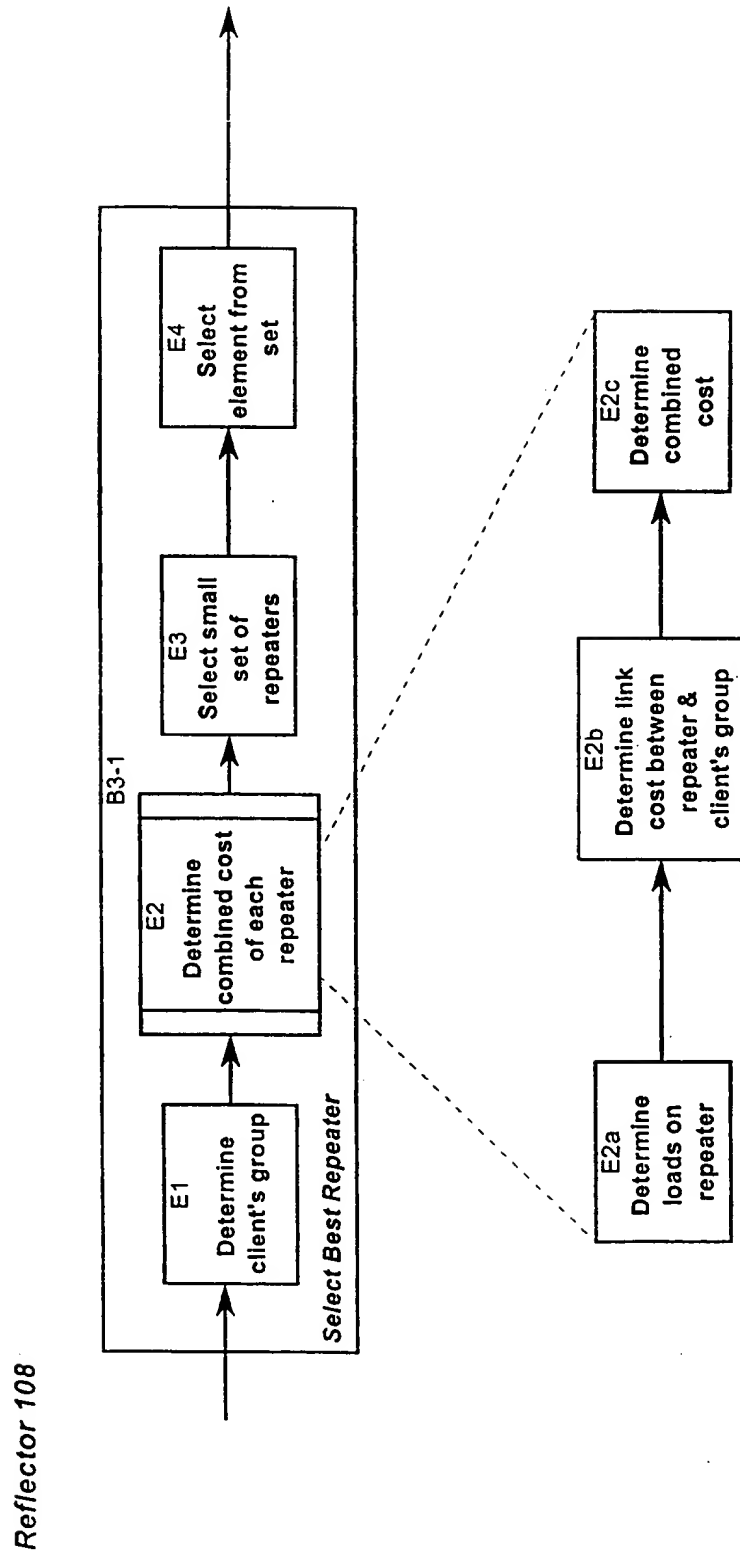 Reflector 108
B3-1
E1
Determine
client's group
E2
Determine
combined cost
of each
repeater
E3
Select small
set of
repeaters
E4
Select
element from
set
Select Best Repeater
E2a
Determine
loads on
repeater
E2b
Determine link
cost between
repeater &
client's group
E2c
Determine
combined
cost